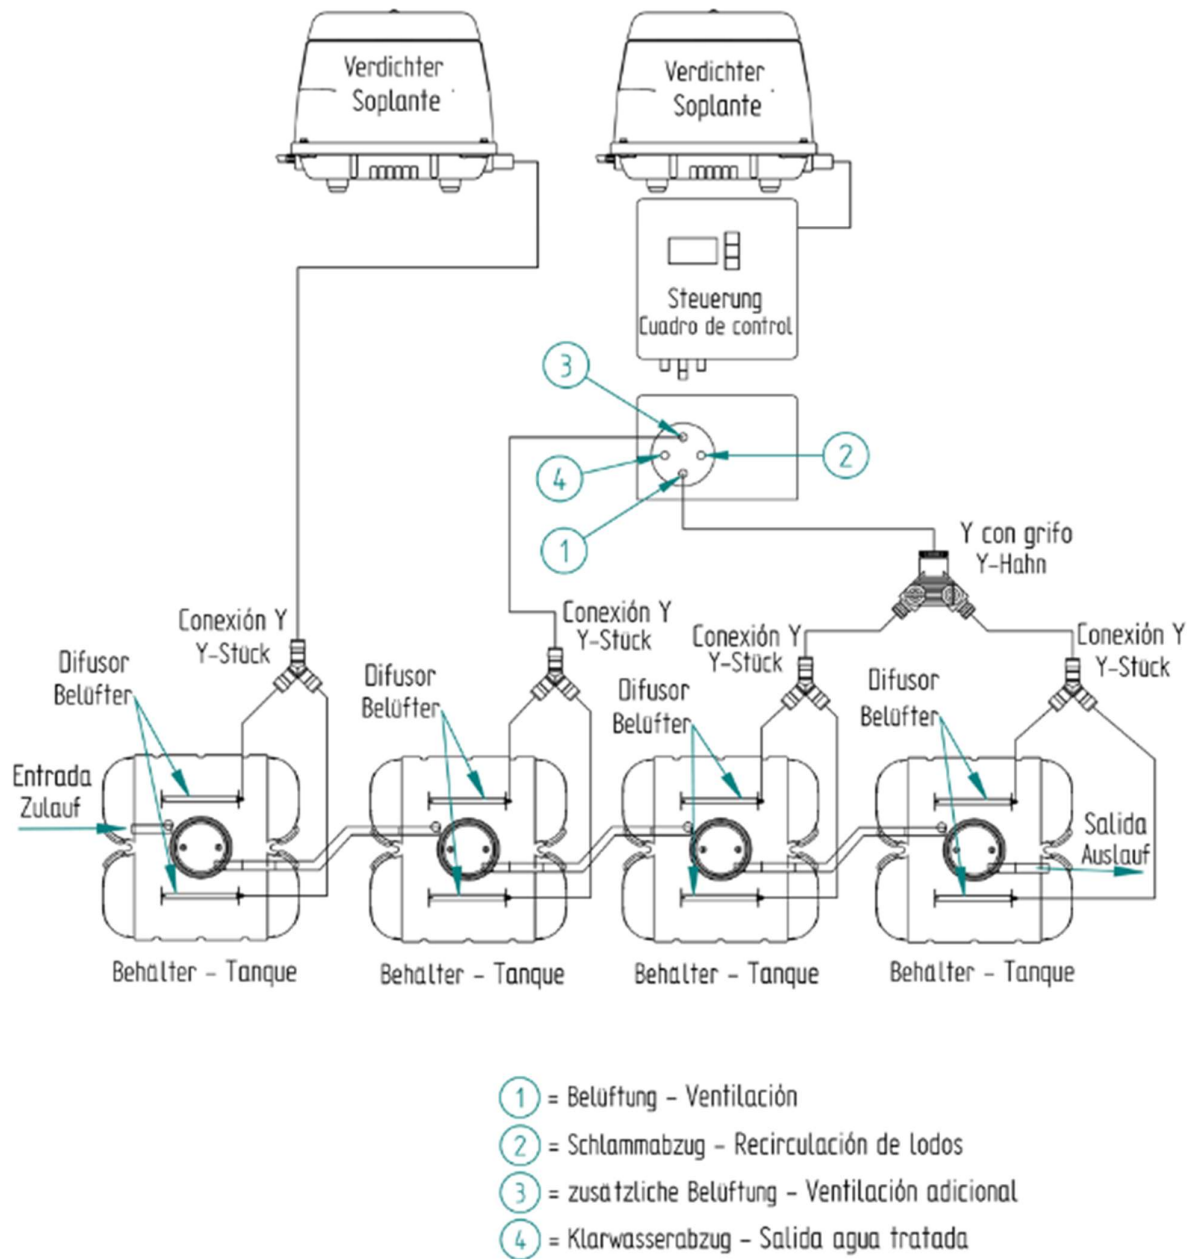 Verdichter
Soplante
Verdichter
Soplante
Steuerung
Cuadro de control
3
4
2
1
Y con grifo
Y-Hahn
Conexión Y
Y-Stück
Conexión Y
Y-Stück
Conexión Y
Y-Stück
Conexión Y
Y-Stück
Difusor
Belüfter
Difusor
Belüfter
Difusor
Belüfter
Difusor
Belüfter
Entrada
Zulauf
Salida
Auslauf
Behälter - Tanque
Behälter - Tanque
Behälter - Tanque
Behälter - Tanque
1 = Belüftung - Ventilación
2 = Schlammabzug - Recirculación de lodos
3 = zusätzliche Belüftung - Ventilación adicional
4 = Klarwasserabzug - Salida agua tratada